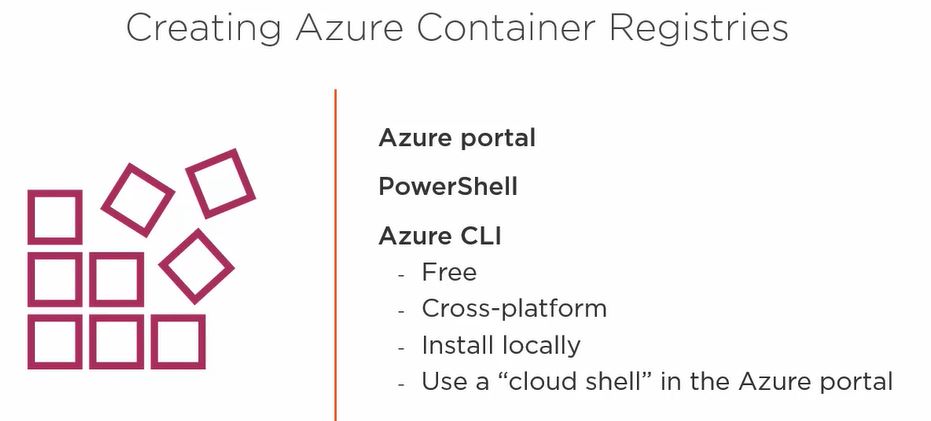 Creating Azure Container Registries
Azure portal
PowerShell
Azure CLI
- Free
- Cross-platform
- Install locally
- Use a “cloud shell” in the Azure portal